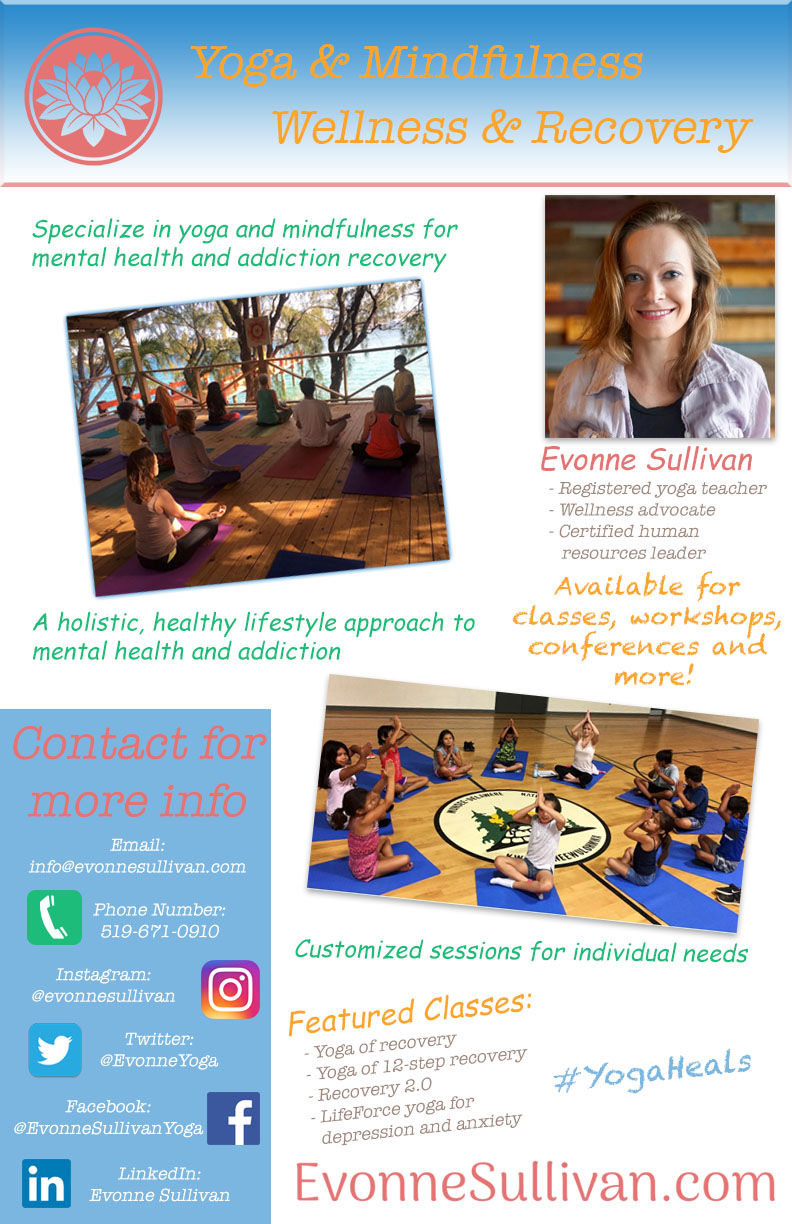 Yoga & Mindfulness
Wellness & Recovery
Specialize in yoga and mindfulness for
mental health and addiction recovery
Evonne Sullivan
- Registered yoga teacher
- Wellness advocate
- Certified human
resources leader
Available for
classes, workshops,
conferences and
more!
A holistic, healthy lifestyle approach to
mental health and addiction
Contact for
more info
Email:
info@evonnesullivan.com
Phone Number:
519-671-0910
Instagram:
@evonnesullivan
Twitter:
@EvonneYoga
Facebook:
@EvonneSullivanYoga
LinkedIn:
Evonne Sullivan
Customized sessions for individual needs
Featured Classes:
- Yoga of recovery
- Yoga of 12-step recovery
- Recovery 2.0
- LifeForce yoga for
depression and anxiety
#YogaHeals
EvonneSullivan.com